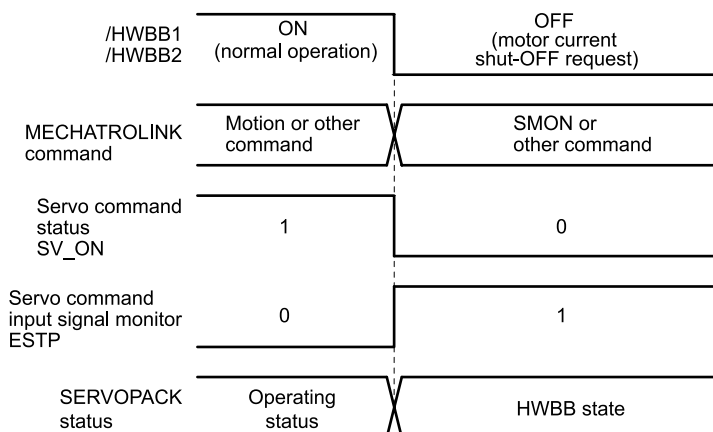 /HWBB1
/HWBB2
ON
(normal operation)
OFF
(motor current
shut-OFF request)
MECHATROLINK
command
Motion or other
command
SMON or
other command
Servo command
status
SV_ON
1
0
Servo command
input signal monitor
ESTP
0
1
SERVOPACK
status
Operating
status
HWBB state